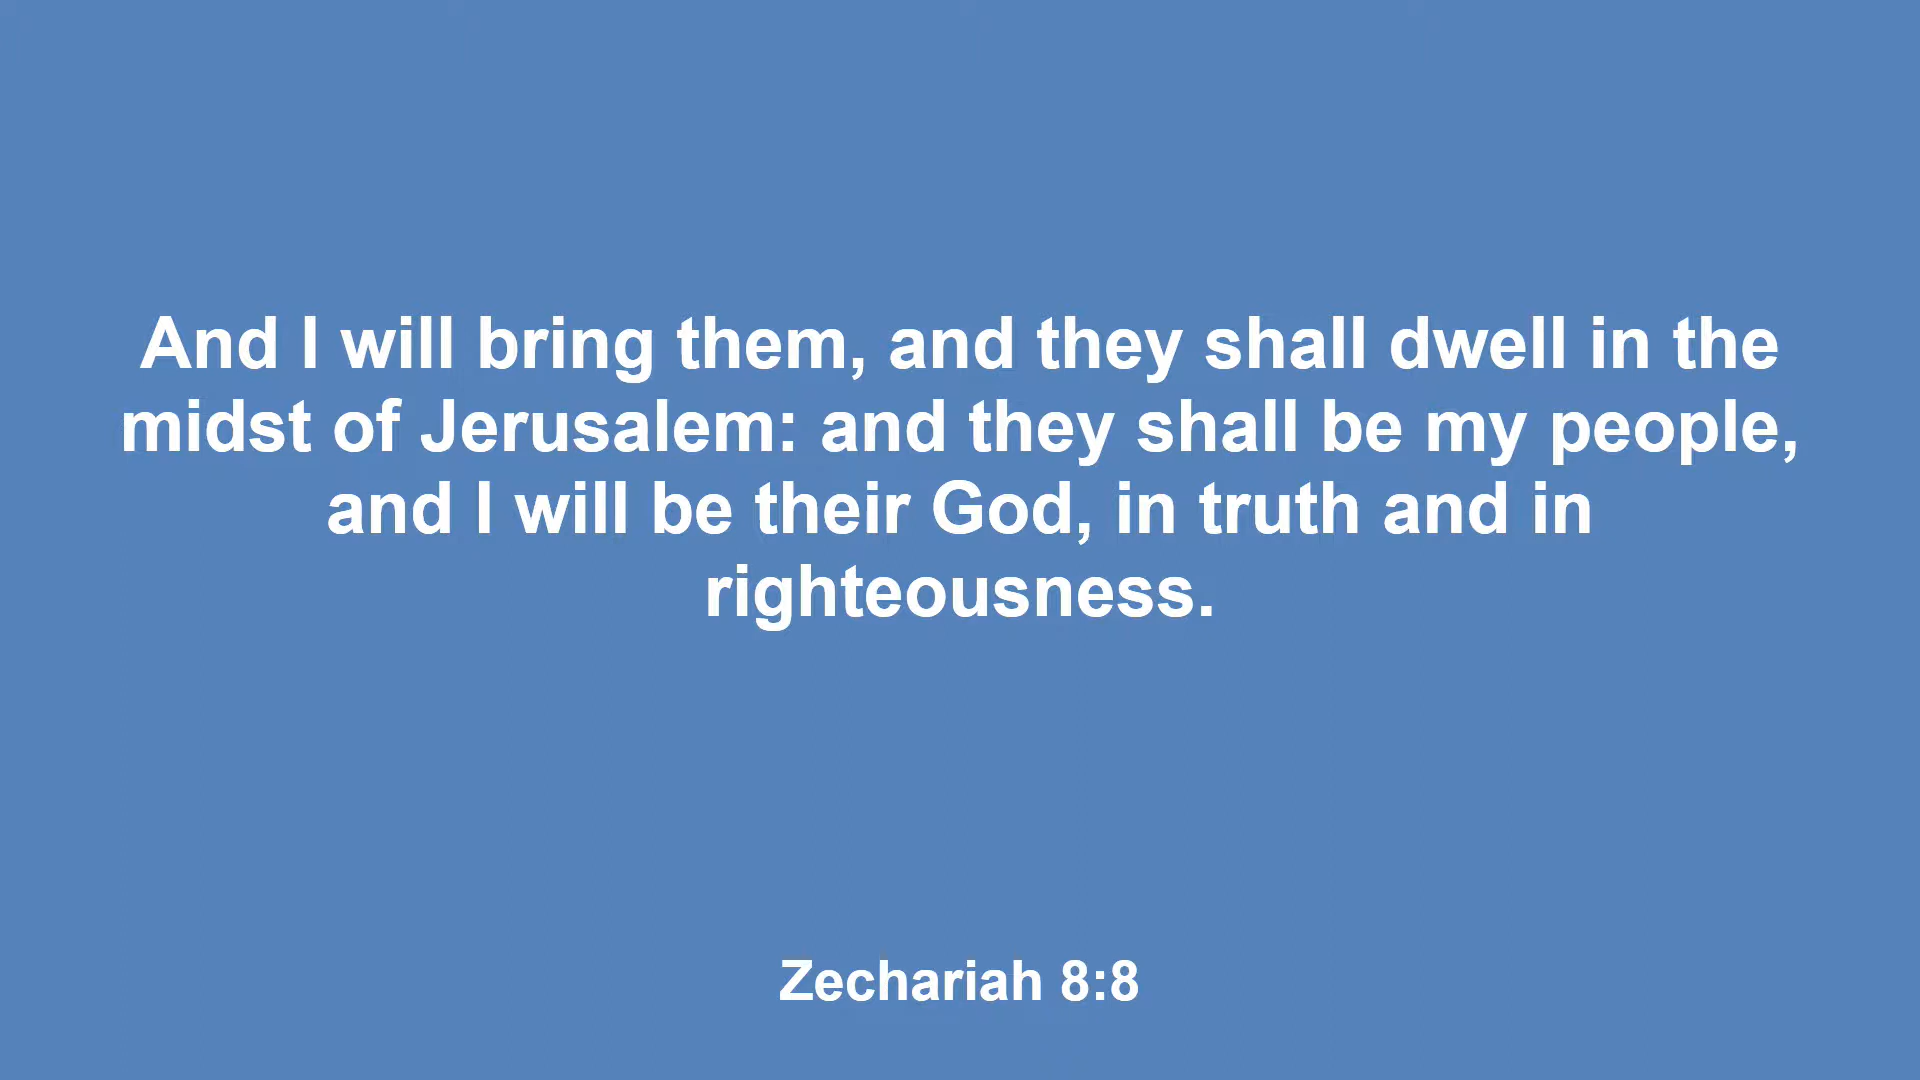 And I will bring them, and they shall dwell in the
midst of Jerusalem: and they shall be my people,
and I will be their God, in truth and in
righteousness.
Zechariah 8:8